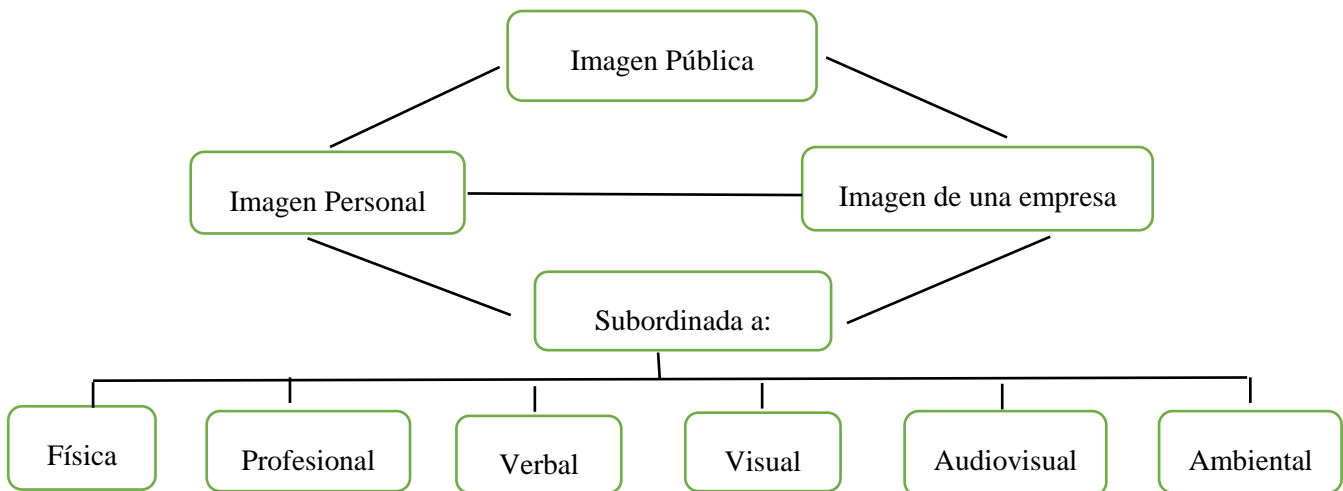 Imagen Pública
Imagen Personal
Imagen de una empresa
Subordinada a:
Física
Profesional
Verbal
Visual
Audiovisual
Ambiental